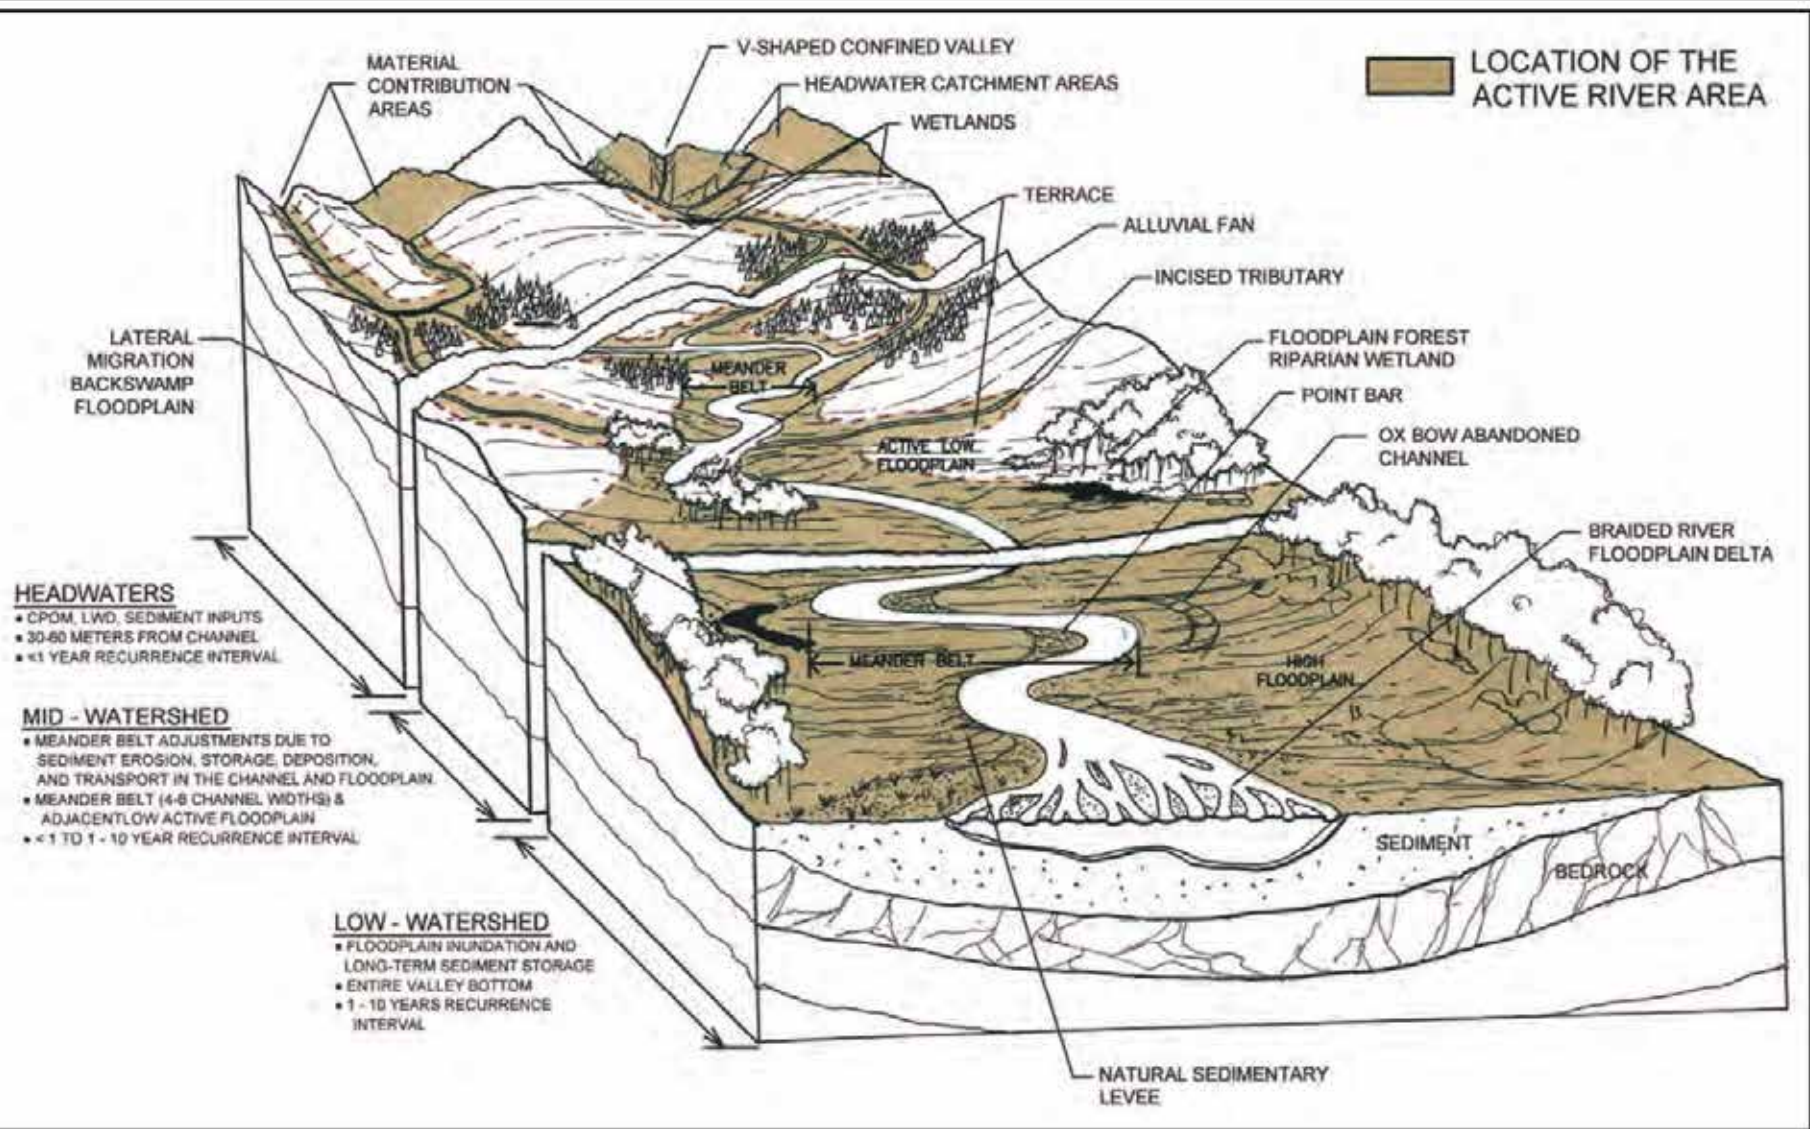 MATERIAL
CONTRIBUTION
AREAS
V-SHAPED CONFINED VALLEY
HEADWATER CATCHMENT AREAS
WETLANDS
LOCATION OF THE
ACTIVE RIVER AREA
TERRACE
ALLUVIAL FAN
INCISED TRIBUTARY
LATERAL
MIGRATION
BACKSWAMP
FLOODPLAIN
FLOODPLAIN FOREST
RIPARIAN WETLAND
POINT BAR
OX BOW ABANDONED
CHANNEL
BRAIDED RIVER
FLOODPLAIN DELTA
MEANDER
BELT
ACTIVE LOW
FLOODPLAIN
MEANDER BELT
HIGH
FLOODPLAIN
HEADWATERS
• CPOM, LWD, SEDIMENT INPUTS
• 30-60 METERS FROM CHANNEL
• <1 YEAR RECURRENCE INTERVAL
MID - WATERSHED
• MEANDER BELT ADJUSTMENTS DUE TO
SEDIMENT EROSION, STORAGE, DEPOSITION,
AND TRANSPORT IN THE CHANNEL AND FLOODPLAIN.
• MEANDER BELT (4-8 CHANNEL WIDTHS) &
ADJACENTLOW ACTIVE FLOODPLAIN
• < 1 TO 1 - 10 YEAR RECURRENCE INTERVAL
LOW - WATERSHED
• FLOODPLAIN INUNDATION AND
LONG-TERM SEDIMENT STORAGE
• ENTIRE VALLEY BOTTOM
• 1 - 10 YEARS RECURRENCE
INTERVAL
SEDIMENT
BEDROCK
NATURAL SEDIMENTARY
LEVEE